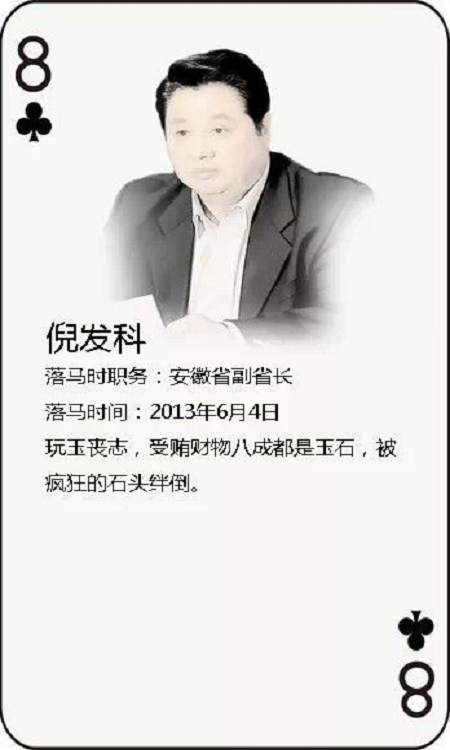 8
倪发科
落马时职务：安徽省副省长
落马时间：2013年6月4日
玩玉丧志，受贿财物八成都是玉石，被
疯狂的石头绊倒。
8